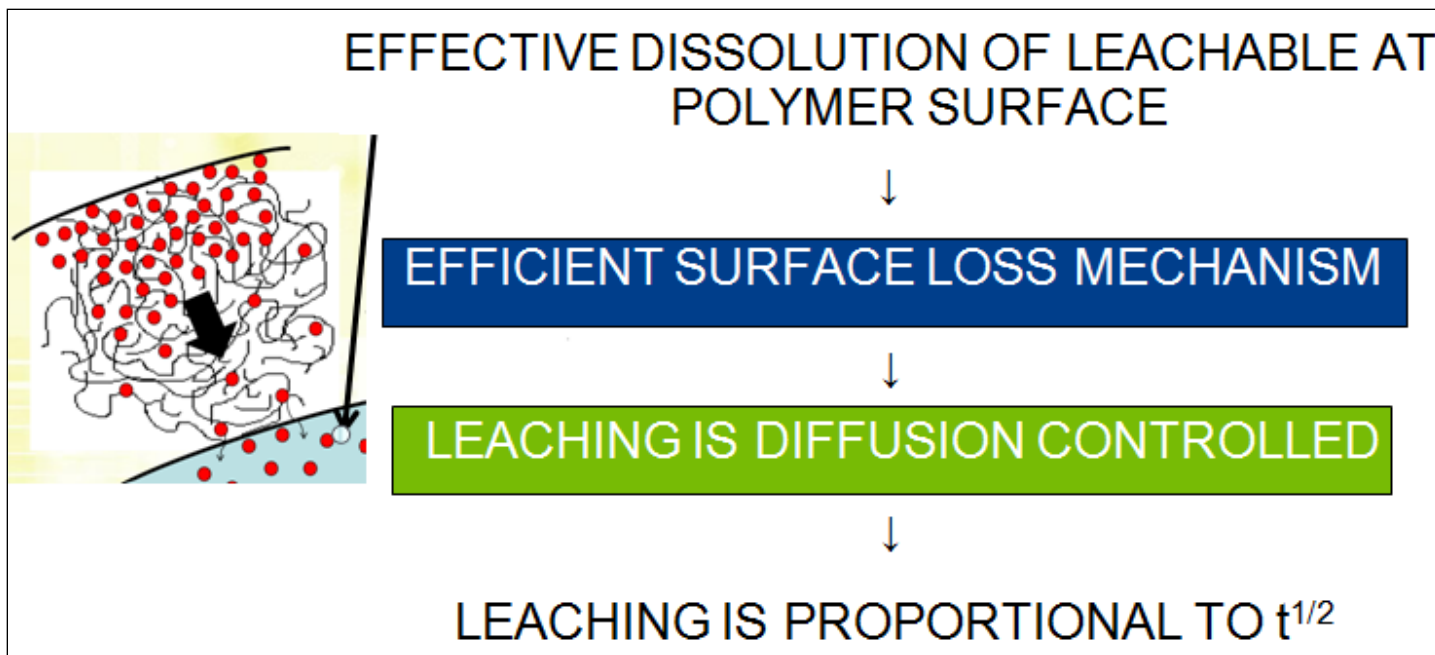 EFFECTIVE DISSOLUTION OF LEACHABLE AT
POLYMER SURFACE
↓
EFFICIENT SURFACE LOSS MECHANISM
↓
LEACHING IS DIFFUSION CONTROLLED
↓
LEACHING IS PROPORTIONAL TO t^1/2